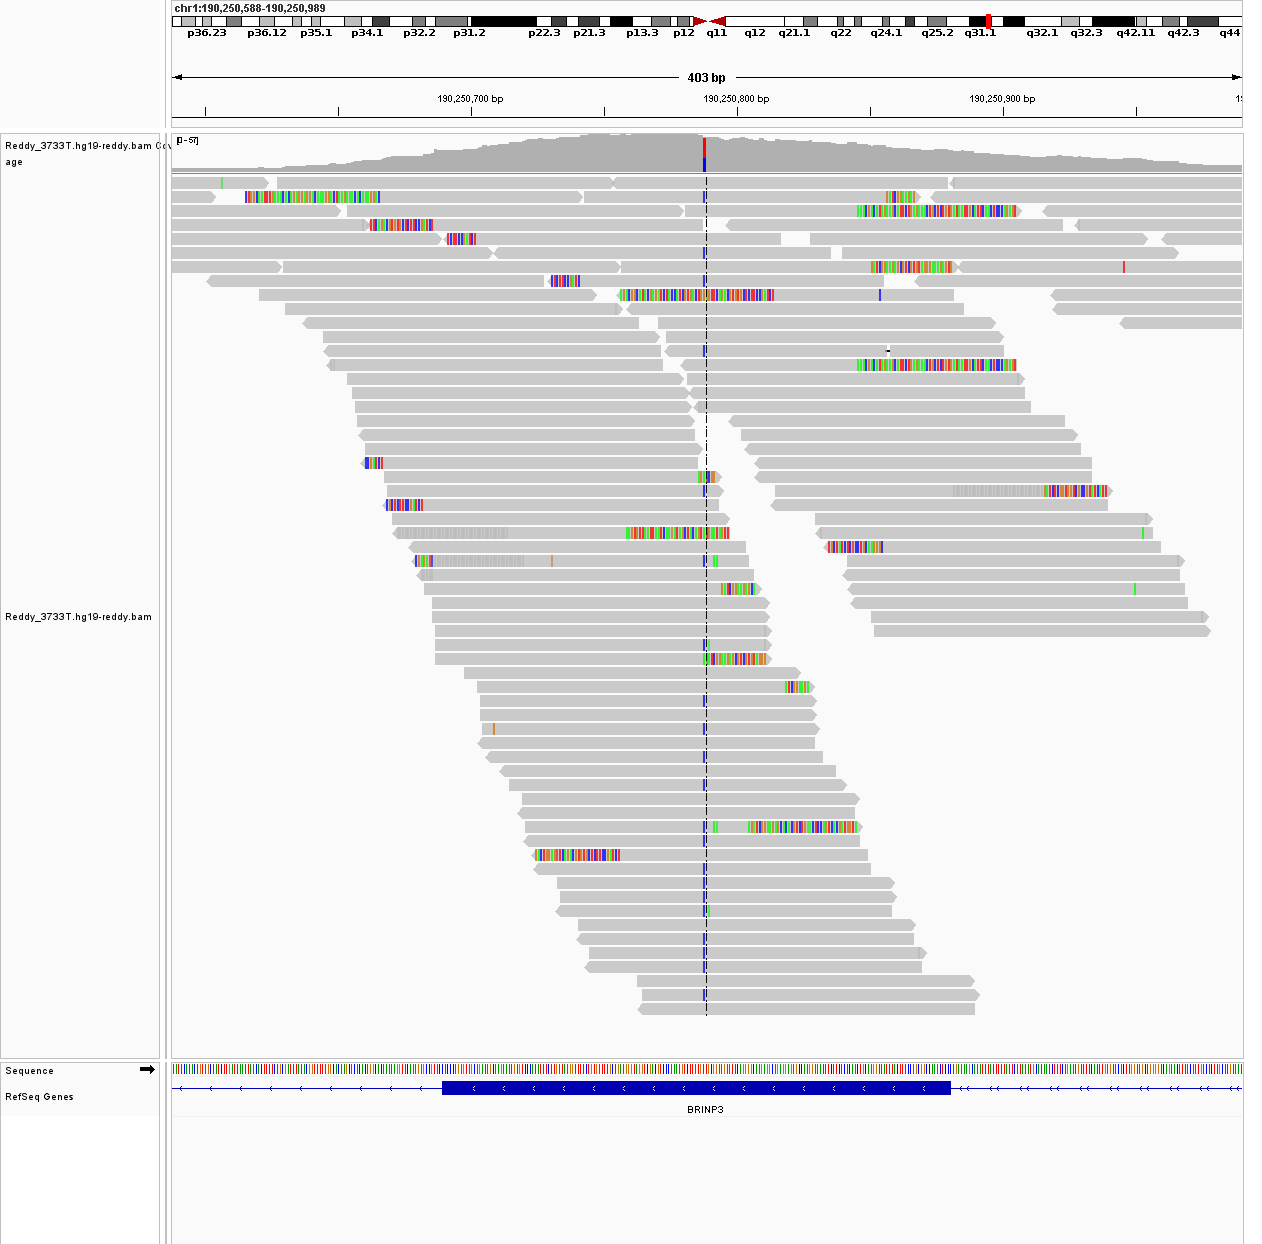 chr1:190,250,588-190,250,989
p36.23 p36.12 p35.1 p34.1 p32.2 p31.2 p22.3 p21.3 p13.3 p12 q11 q12 q21.1 q22 q24.1 q25.2 q31.1 q32.1 q32.3 q42.11 q42.3 q44
403 bp
190,250,700 bp 190,250,800 bp 190,250,900 bp
[0 - 57]
Reddy_3733T.hg19-reddy.bam Cov
age
Reddy_3733T.hg19-reddy.bam
Sequence
RefSeq Genes
BRINP3